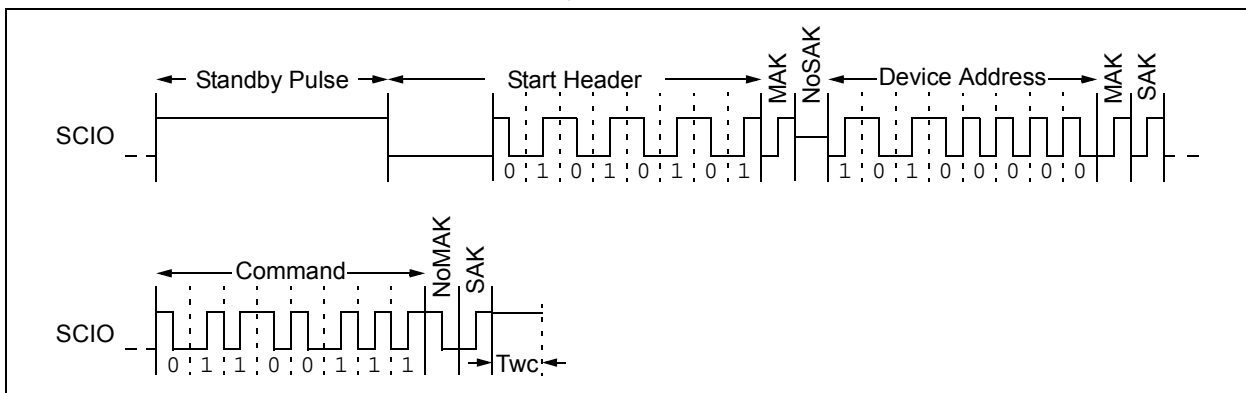 Standby Pulse Start Header MAK NoSAK Device Address MAK SAK
SCIO
0 1 0 1 0 1 0 1 1 0 1 0 0 0 0 0
Command NoMAK SAK
SCIO
0 1 1 0 0 1 1 1 Twc